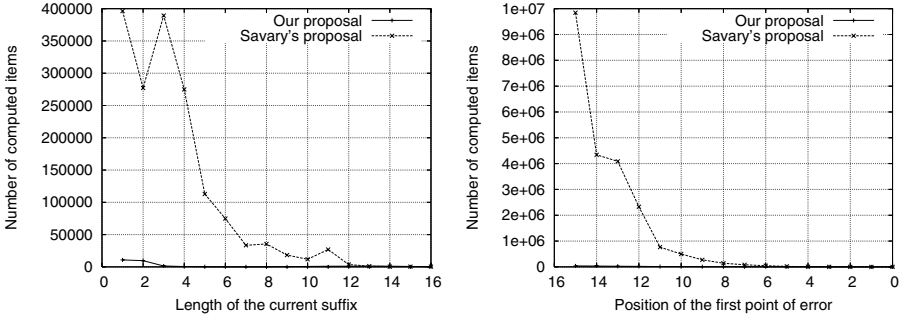 400000
350000
300000
250000
200000
150000
100000
50000
0
0 2 4 6 8 10 12 14 16
Number of computed items
Length of the current suffix
Our proposal
Savary's proposal
1e+07
9e+06
8e+06
7e+06
6e+06
5e+06
4e+06
3e+06
2e+06
1e+06
0
16 14 12 10 8 6 4 2 0
Number of computed items
Position of the first point of error
Our proposal
Savary's proposal